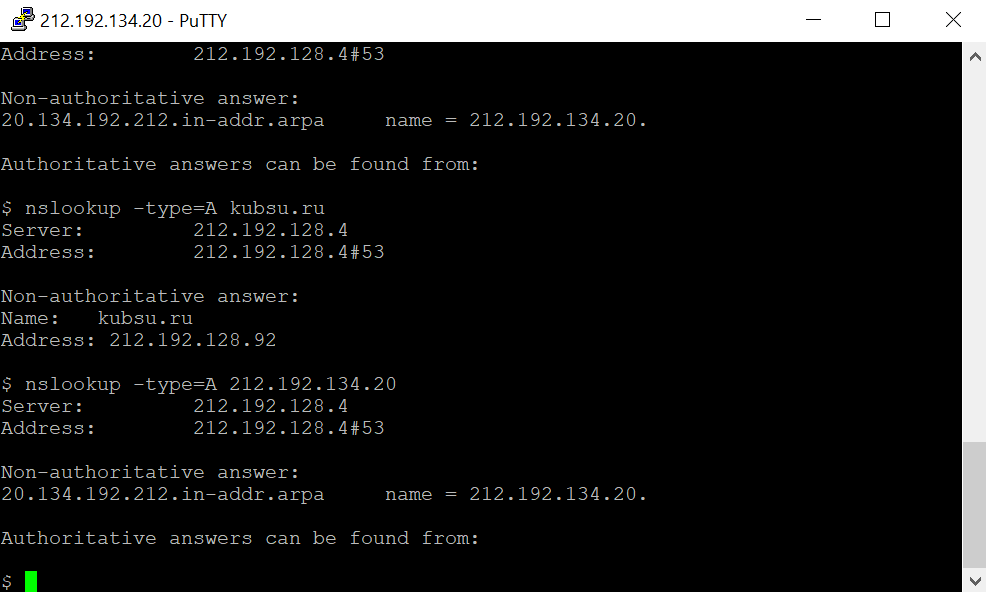 212.192.134.20 - PuTTY
Address:        212.192.128.4#53
Non-authoritative answer:
20.134.192.212.in-addr.arpa     name = 212.192.134.20.
Authoritative answers can be found from:
$ nslookup -type=A kubsu.ru
Server:         212.192.128.4
Address:        212.192.128.4#53
Non-authoritative answer:
Name:   kubsu.ru
Address: 212.192.128.92
$ nslookup -type=A 212.192.134.20
Server:         212.192.128.4
Address:        212.192.128.4#53
Non-authoritative answer:
20.134.192.212.in-addr.arpa     name = 212.192.134.20.
Authoritative answers can be found from:
$